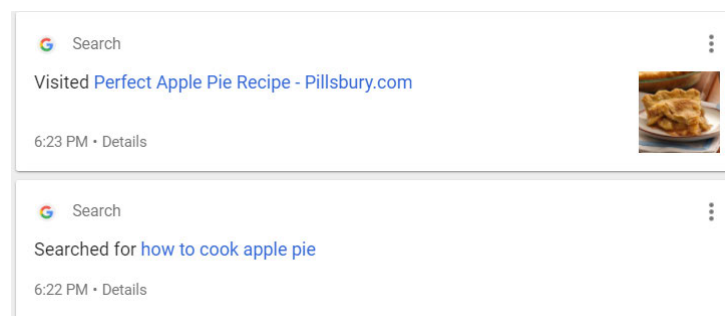 Search
Visited Perfect Apple Pie Recipe - Pillsbury.com
6:23 PM • Details
Search
Searched for how to cook apple pie
6:22 PM • Details